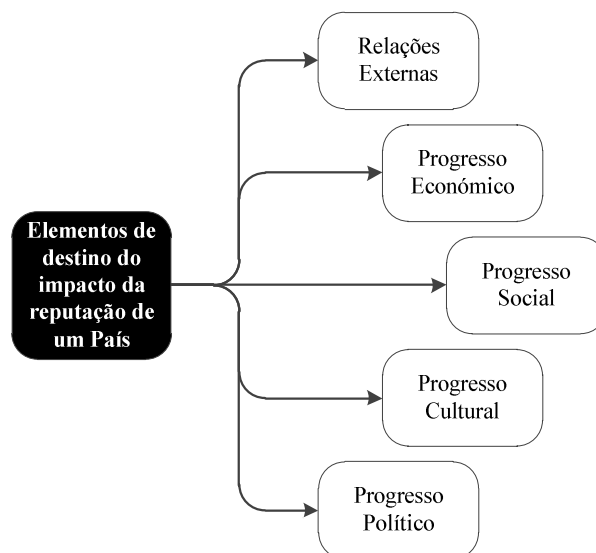 Relações
Externas
Progresso
Económico
Elementos de
destino do
impacto da
reputação de
um País
Progresso
Social
Progresso
Cultural
Progresso
Político